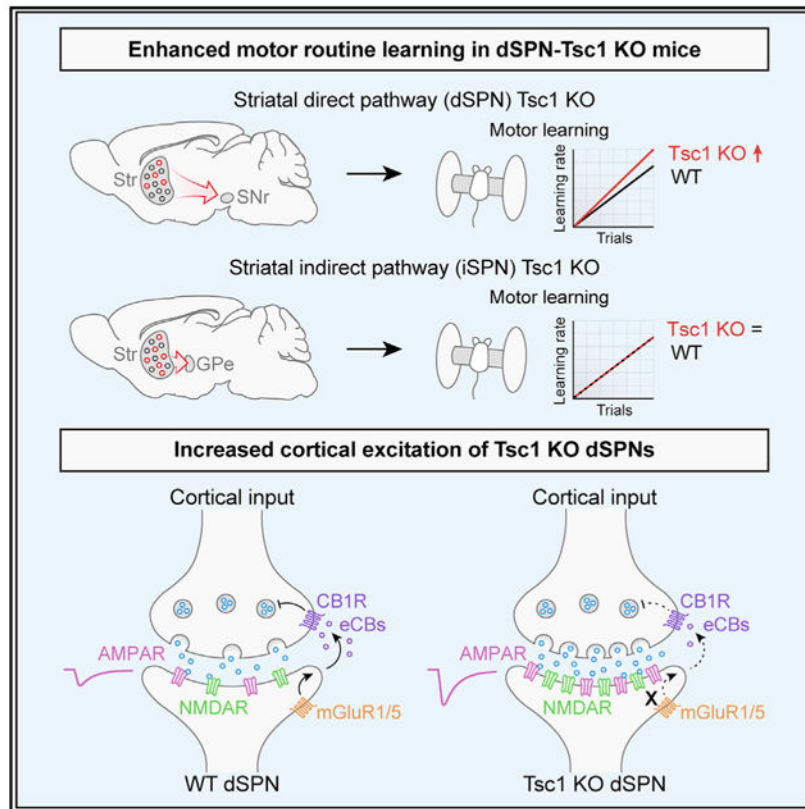 Enhanced motor routine learning in dSPN-Tsc1 KO mice
Striatal direct pathway (dSPN) Tsc1 KO
Str
SNr
Motor learning
Learning rate
Trials
Tsc1 KO ↑
WT
Striatal indirect pathway (iSPN) Tsc1 KO
Str
GPe
Motor learning
Learning rate
Trials
Tsc1 KO =
WT
Increased cortical excitation of Tsc1 KO dSPNs
Cortical input
CB1R
eCBs
AMPAR
NMDAR
mGluR1/5
WT dSPN
Cortical input
CB1R
eCBs
AMPAR
X
NMDAR
mGluR1/5
Tsc1 KO dSPN